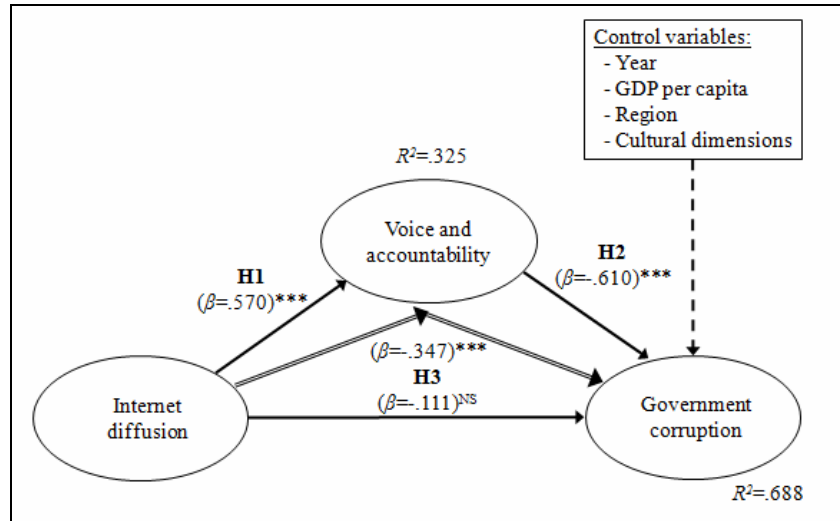 Control variables:
- Year
- GDP per capita
- Region
- Cultural dimensions
R²=.325
Voice and
accountability
H1
(β=.570)***
H2
(β=-.610)***
(β=-.347)***
H3
(β=-.111)ᴺˢ
Internet
diffusion
Government
corruption
R²=.688